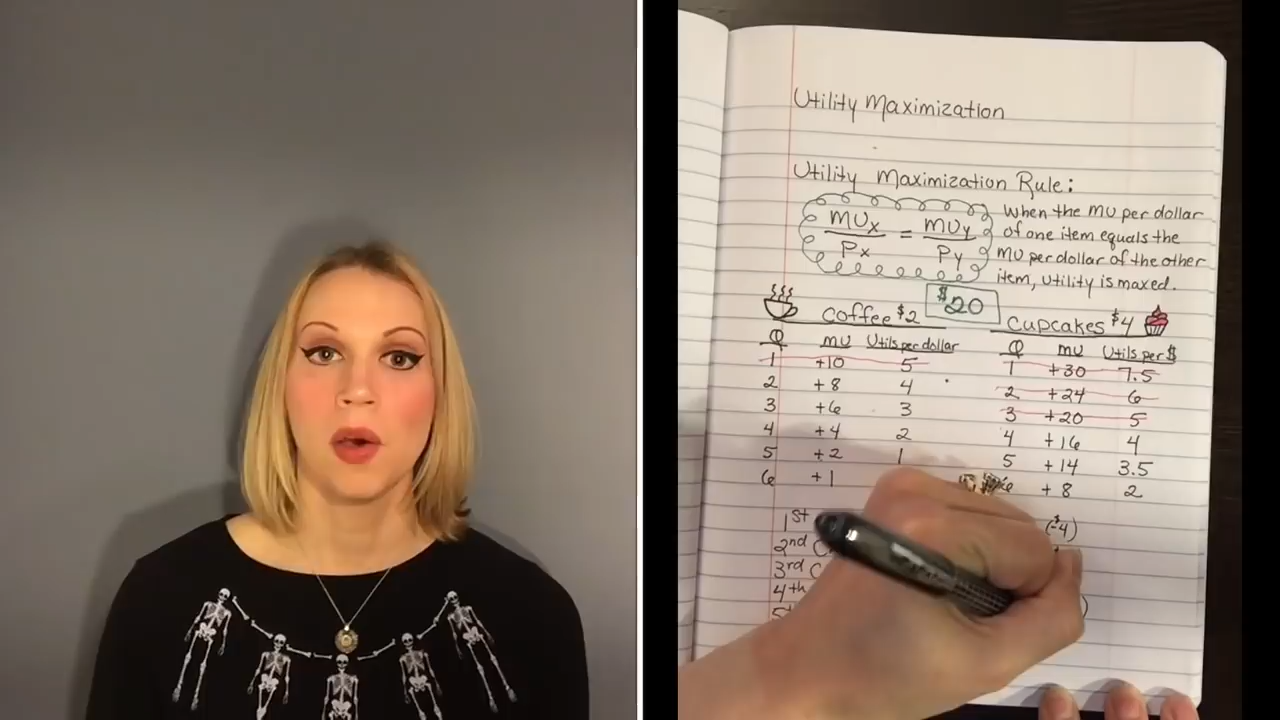 Utility Maximization
Utility Maximization Rule:
MUx = MUy
Px Py
When the MU per dollar
of one item equals the
MU per dollar of the other
item, utility is maxed.
$20
Coffee $2
Q MU Utils per dollar
1 +10 5
2 +8 4
3 +6 3
4 +4 2
5 +2 1
6 +1
Cupcakes $4
Q MU Utils per $
1 +30 7.5
2 +24 6
3 +20 5
4 +16 4
5 +14 3.5
6 +8 2
1st ($-4)
2nd
3rd
4th